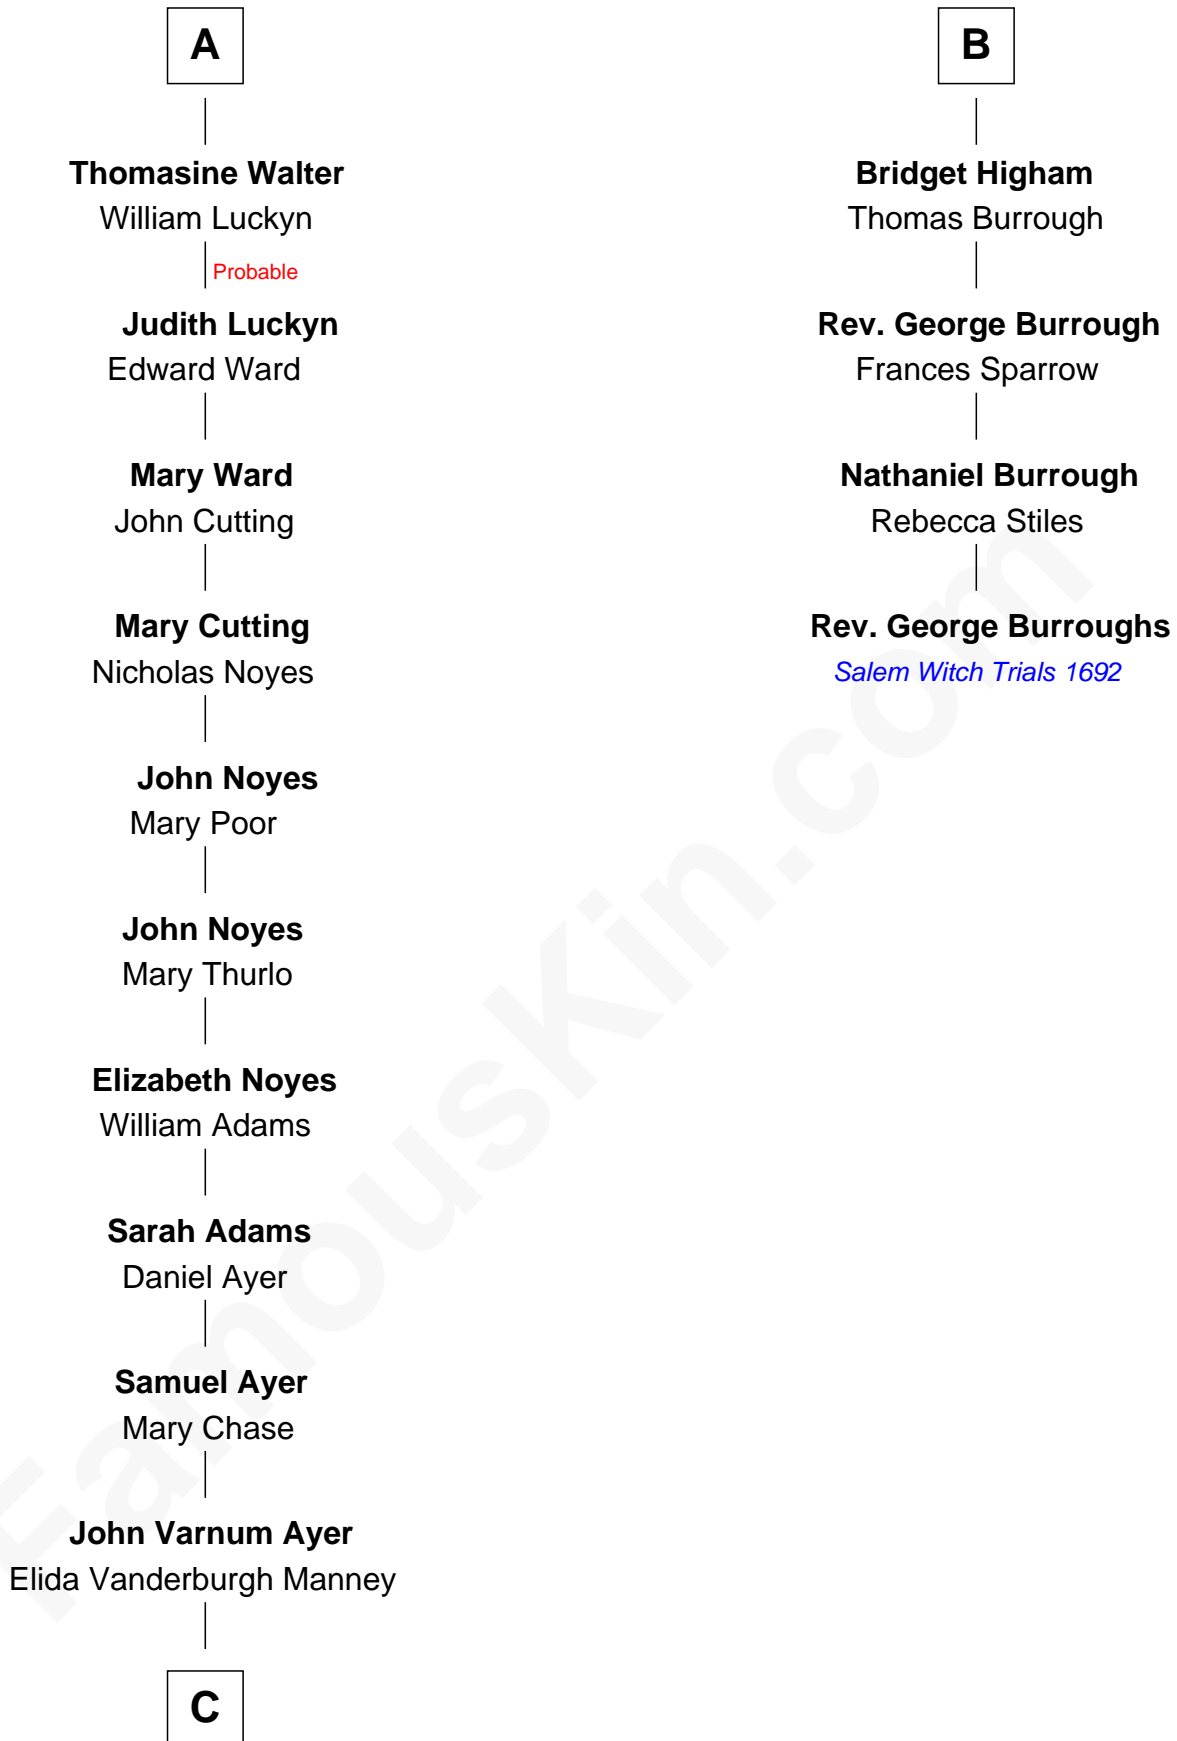 A
Thomasine Walter
William Luckyn
Probable
Judith Luckyn
Edward Ward
Mary Ward
John Cutting
Mary Cutting
Nicholas Noyes
John Noyes
Mary Poor
John Noyes
Mary Thurlo
Elizabeth Noyes
William Adams
Sarah Adams
Daniel Ayer
Samuel Ayer
Mary Chase
John Varnum Ayer
Elida Vanderburgh Manney
C
B
Bridget Higham
Thomas Burrough
Rev. George Burrough
Frances Sparrow
Nathaniel Burrough
Rebecca Stiles
Rev. George Burroughs
Salem Witch Trials 1692
FamousKin.com